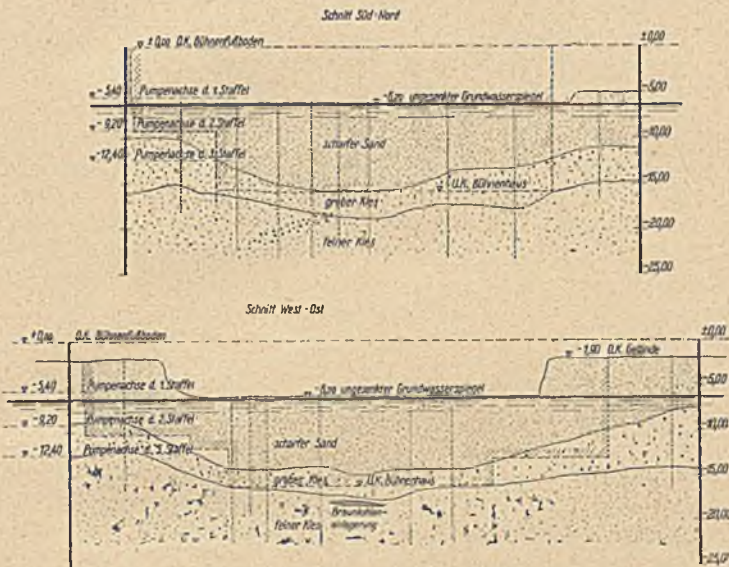 Schnitt Süd-Nord
± 0,00 O.K. Bühnenfußboden
±0,00
-5,40 Pumpenachse d. 1. Staffel
-5,00
ungesenkter Grundwasserspiegel
-9,20 Pumpenachse d. 2. Staffel
-10,00
scharfer Sand
-12,40 Pumpenachse d. 3. Staffel
-15,00
U.K. Bühnenhaus
grober Kies
-20,00
feiner Kies
-25,00
Schnitt West-Ost
±0,00 O.K. Bühnenfußboden
±0,00
-1,90 O.K. Gelände
-5,40 Pumpenachse d. 1. Staffel
-5,00
ungesenkter Grundwasserspiegel
-9,20 Pumpenachse d. 2. Staffel
-10,00
scharfer Sand
-12,40 Pumpenachse d. 3. Staffel
-15,00
grober Kies
U.K. Bühnenhaus
Braunkohlen-
einlagerung
-20,00
feiner Kies
-25,00